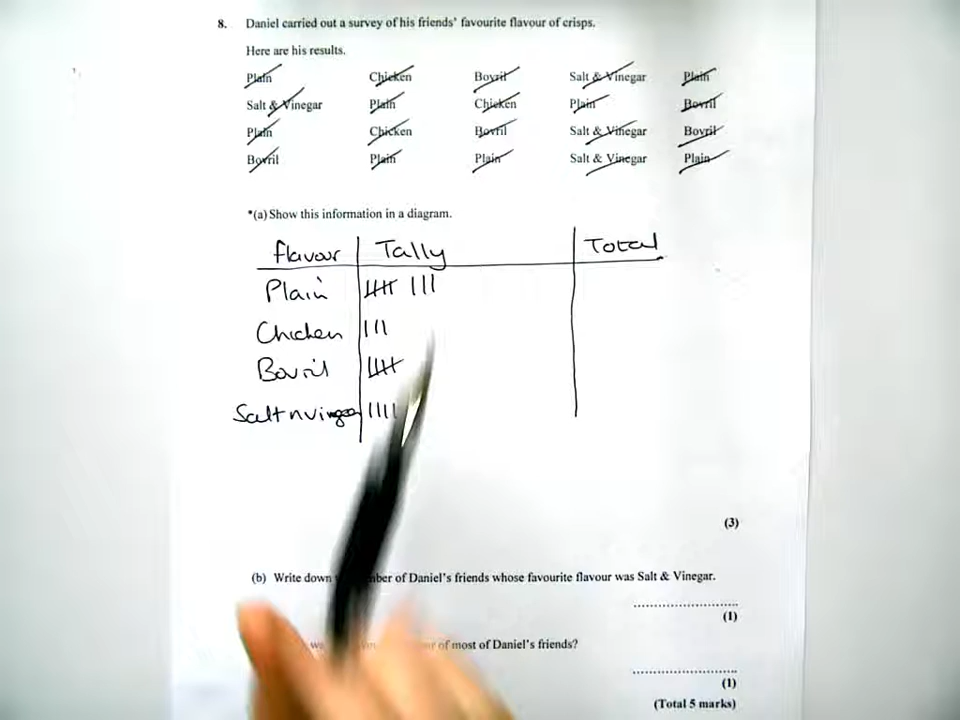 8. Daniel carried out a survey of his friends' favourite flavour of crisps.
Here are his results.
Plain Chicken Bovril Salt & Vinegar Plain
Salt & Vinegar Plain Chicken Plain Bovril
Plain Chicken Bovril Salt & Vinegar Bovril
Bovril Plain Plain Salt & Vinegar Plain
*(a) Show this information in a diagram.
flavour Tally Total
Plain
Chicken
Bovril
Salt n
(3)
(b) Write down of Daniel's friends whose favourite flavour was Salt & Vinegar.
(1)
of most of Daniel's friends?
(1)
(Total 5 marks)